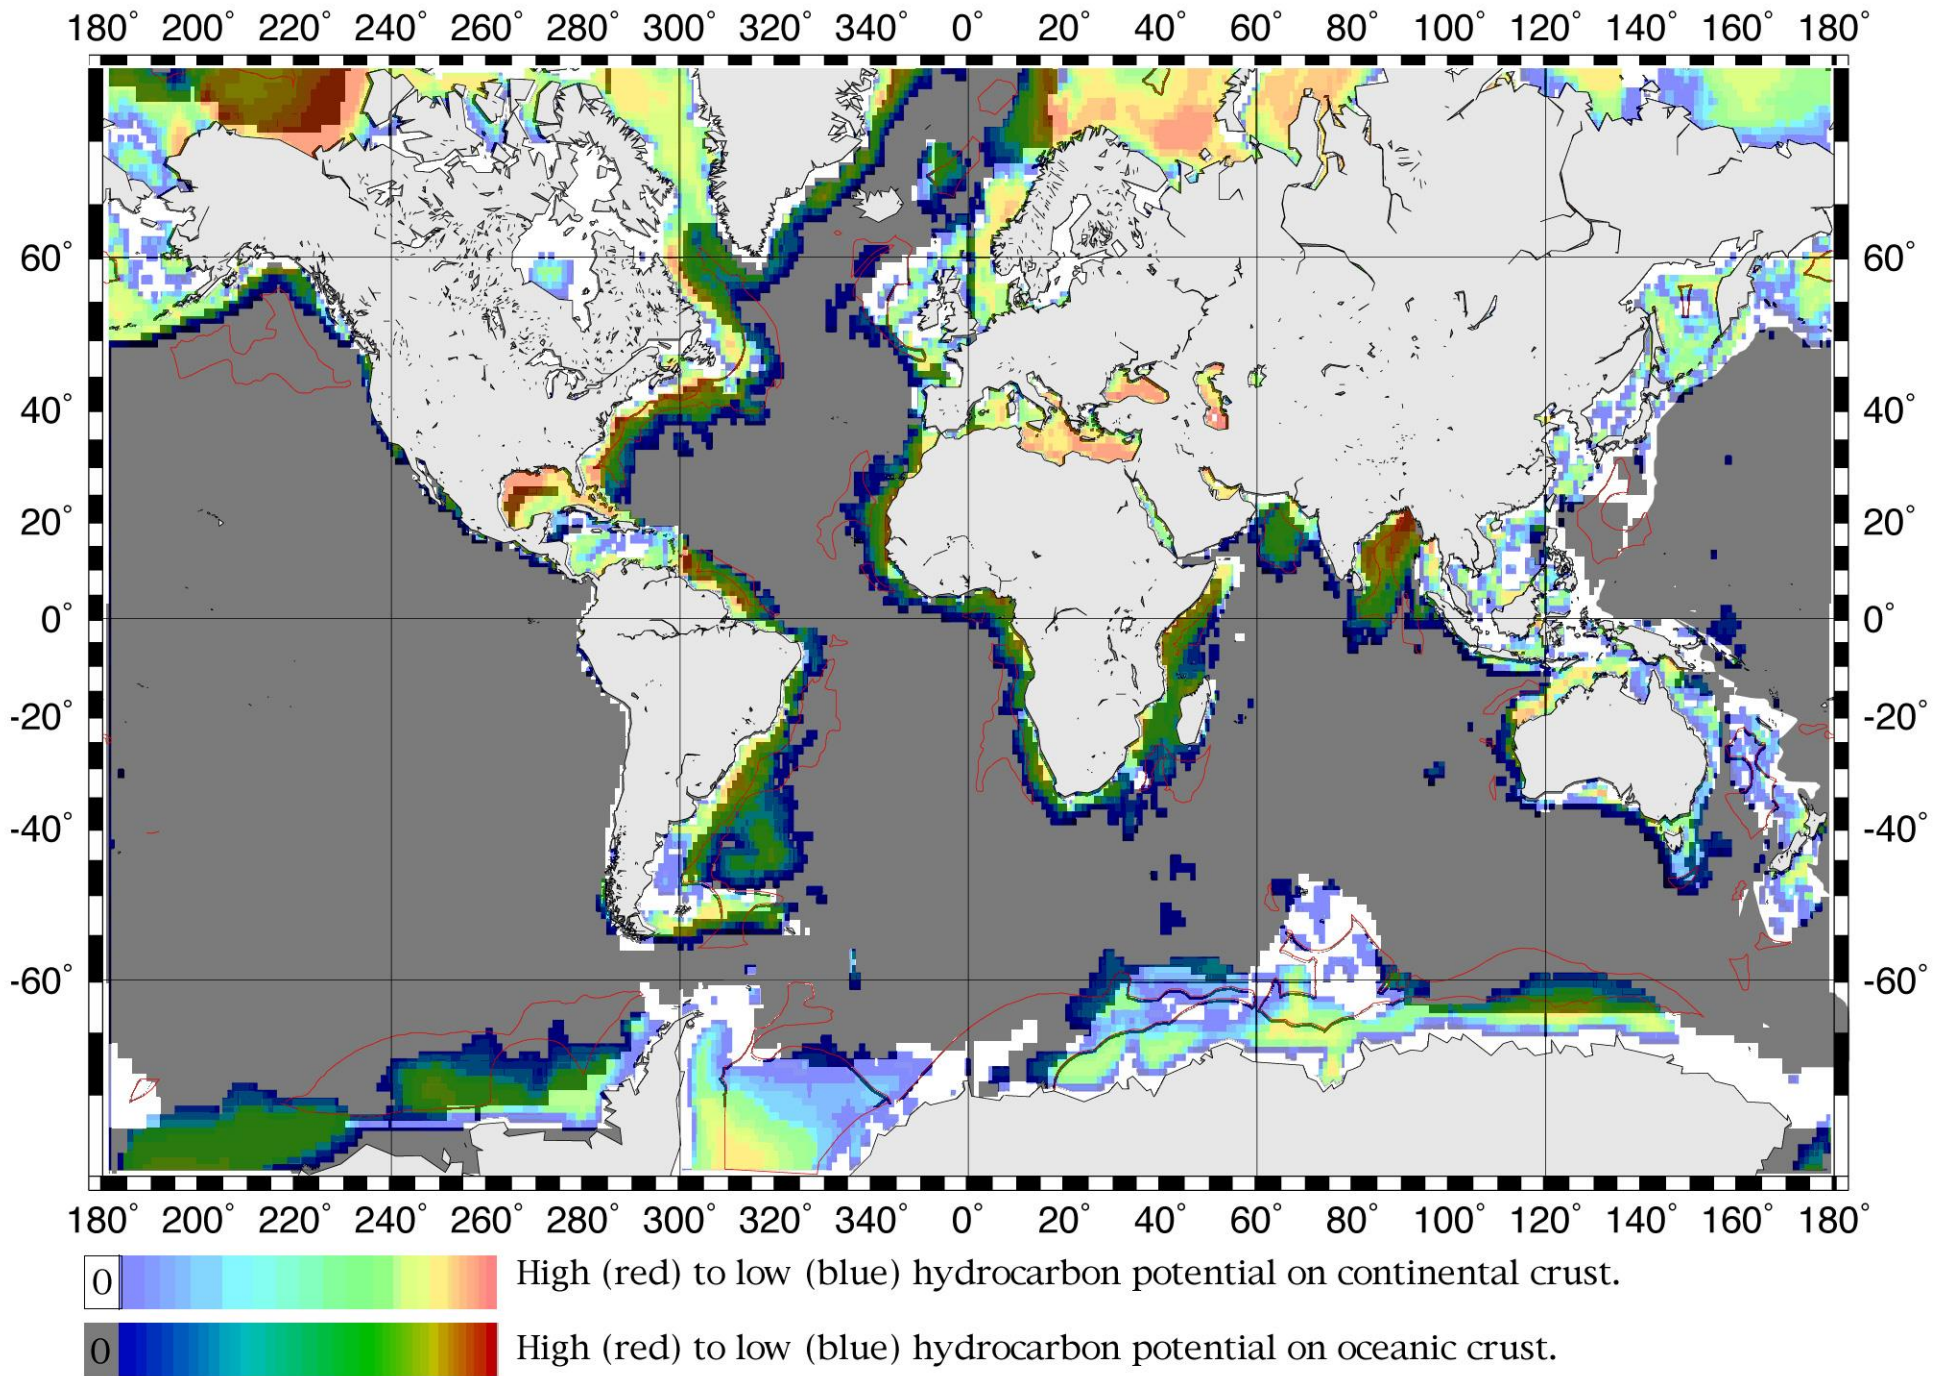 180° 200° 220° 240° 260° 280° 300° 320° 340° 0 20° 40° 60° 80° 100° 120° 140° 160° 180°
60° 60°
40° 40°
20° 20°
0° 0°
-20° -20°
-40° -40°
-60° -60°
180° 200° 220° 240° 260° 280° 300° 320° 340° 0 20° 40° 60° 80° 100° 120° 140° 160° 180°
0 High (red) to low (blue) hydrocarbon potential on continental crust.
0 High (red) to low (blue) hydrocarbon potential on oceanic crust.